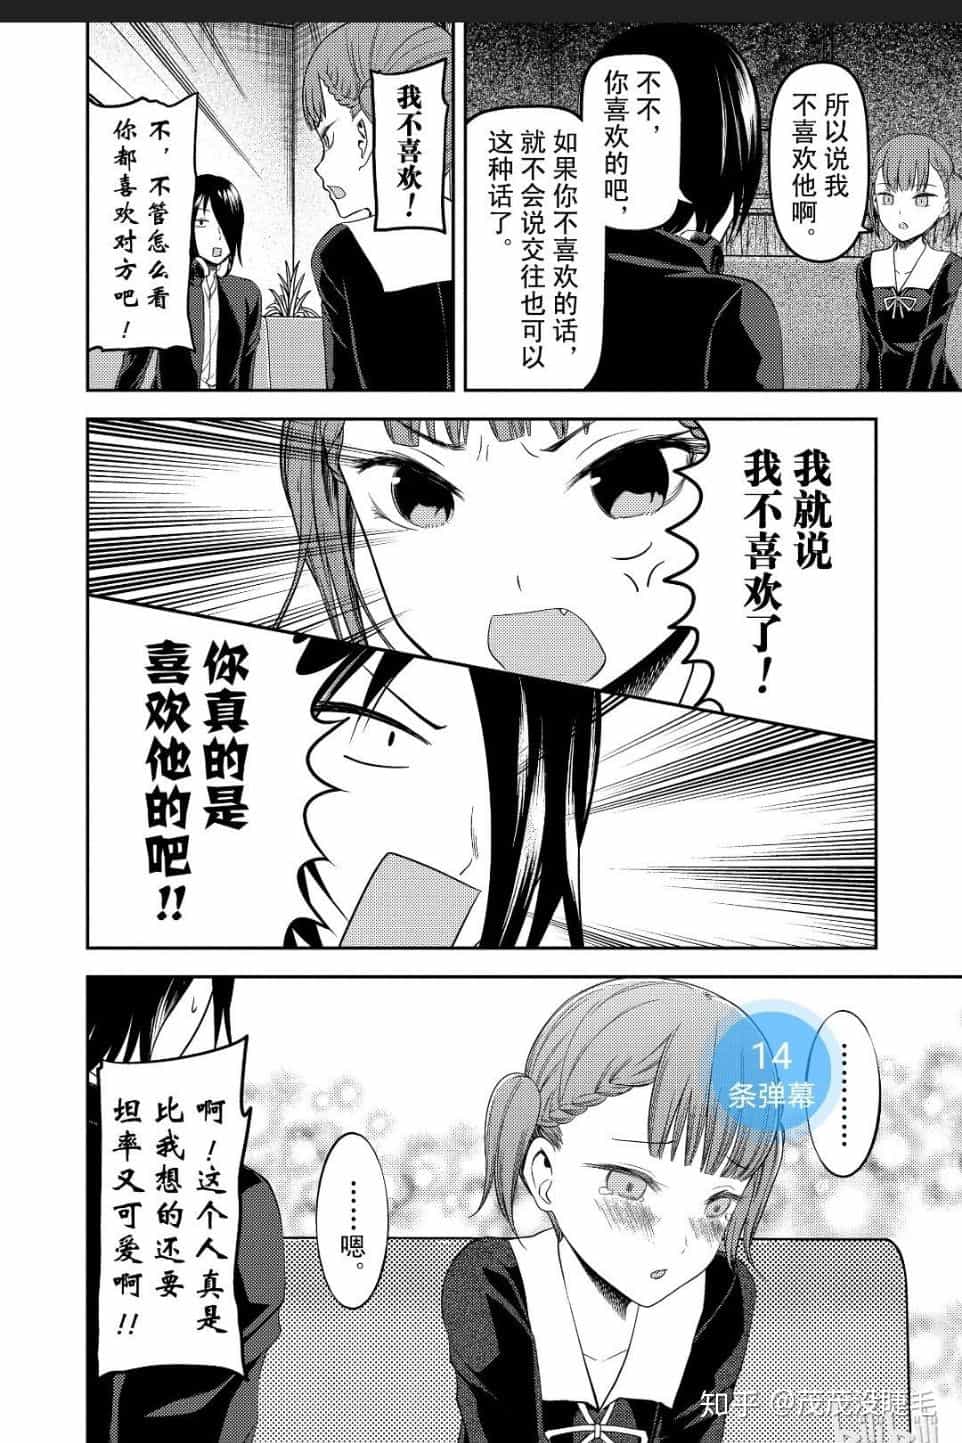 所以说我
不喜欢他啊。
不不,
你喜欢的吧,
如果你不喜欢的话,
就不会说交往也可以
这种话了。
我不喜欢!
不,不管怎么看
你都喜欢对方吧!
我就说
我不喜欢了!
你真的是
喜欢他的吧!!
………
14
条弹幕
……嗯。
啊!这个人真是
比我想的还要
坦率又可爱啊!!
知乎 @茂茂没睫毛
bilibili